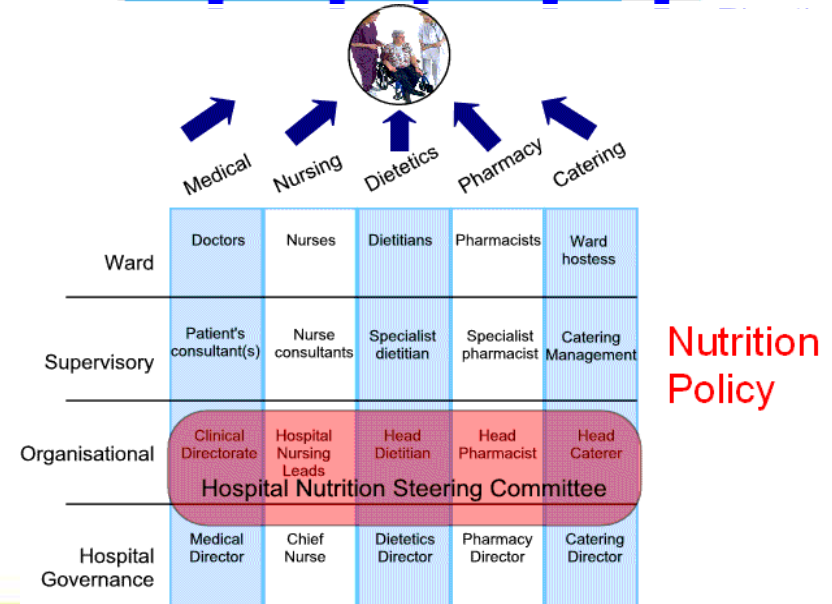 Medical
Nursing
Dietetics
Pharmacy
Catering
Ward
Doctors
Nurses
Dietitians
Pharmacists
Ward
hostess
Supervisory
Patient's
consultant(s)
Nurse
consultants
Specialist
dietitian
Specialist
pharmacist
Catering
Management
Nutrition
Policy
Organisational
Clinical
Directorate
Hospital
Nursing
Leads
Head
Dietitian
Head
Pharmacist
Head
Caterer
Hospital Nutrition Steering Committee
Hospital
Governance
Medical
Director
Chief
Nurse
Dietetics
Director
Pharmacy
Director
Catering
Director